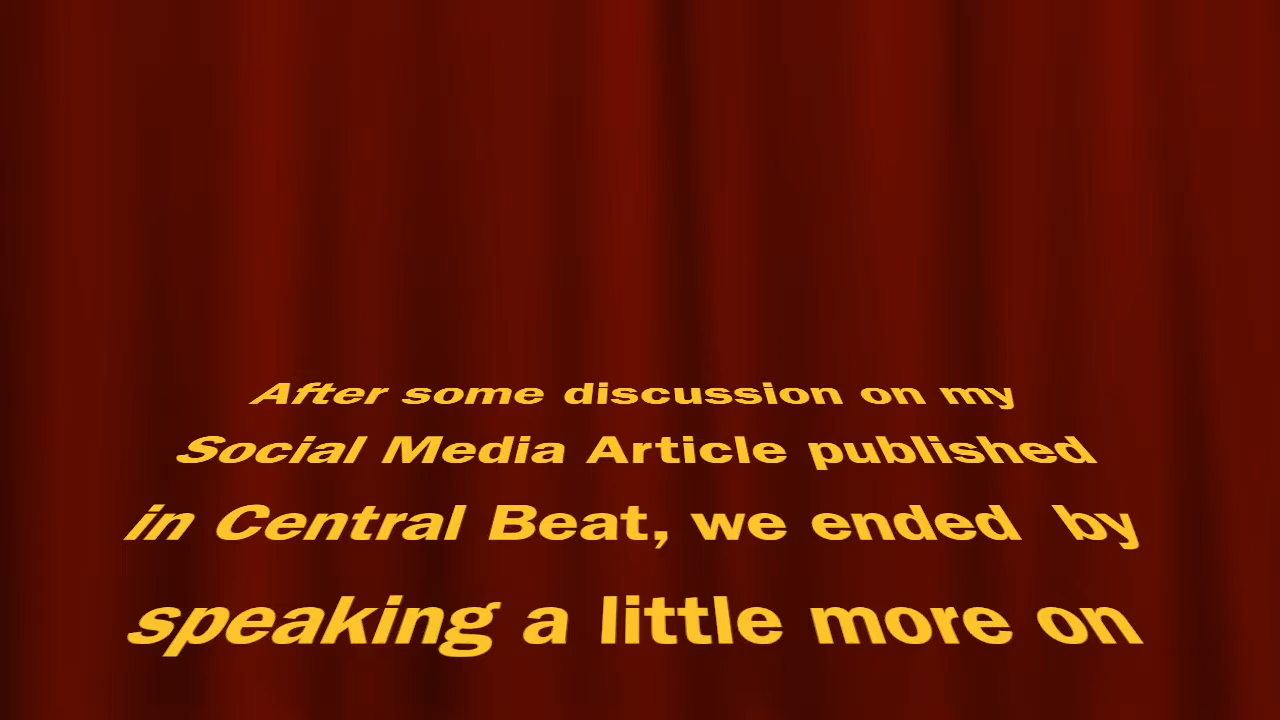 After some discussion on my
Social Media Article published
in Central Beat, we ended  by
speaking a little more on